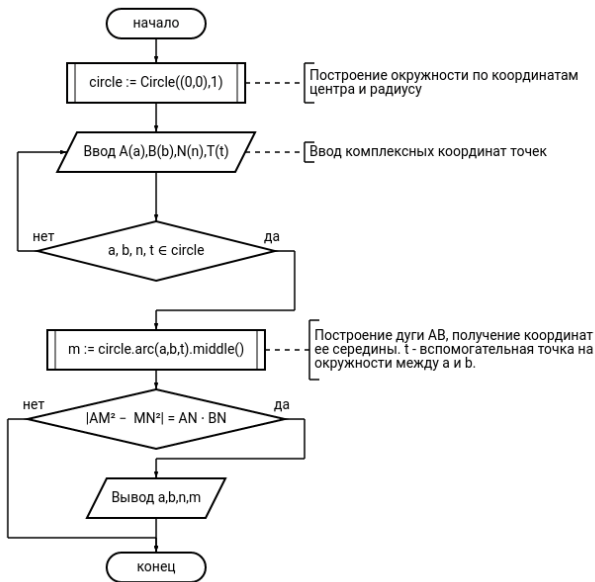 начало
circle := Circle((0,0),1)
Построение окружности по координатам
центра и радиусу
Ввод A(a),B(b),N(n),T(t)
Ввод комплексных координат точек
нет
да
a, b, n, t ∈ circle
m := circle.arc(a,b,t).middle()
Построение дуги AB, получение координат
ее середины. t - вспомогательная точка на
окружности между a и b.
нет
да
|AM² − MN²| = AN · BN
Вывод a,b,n,m
конец